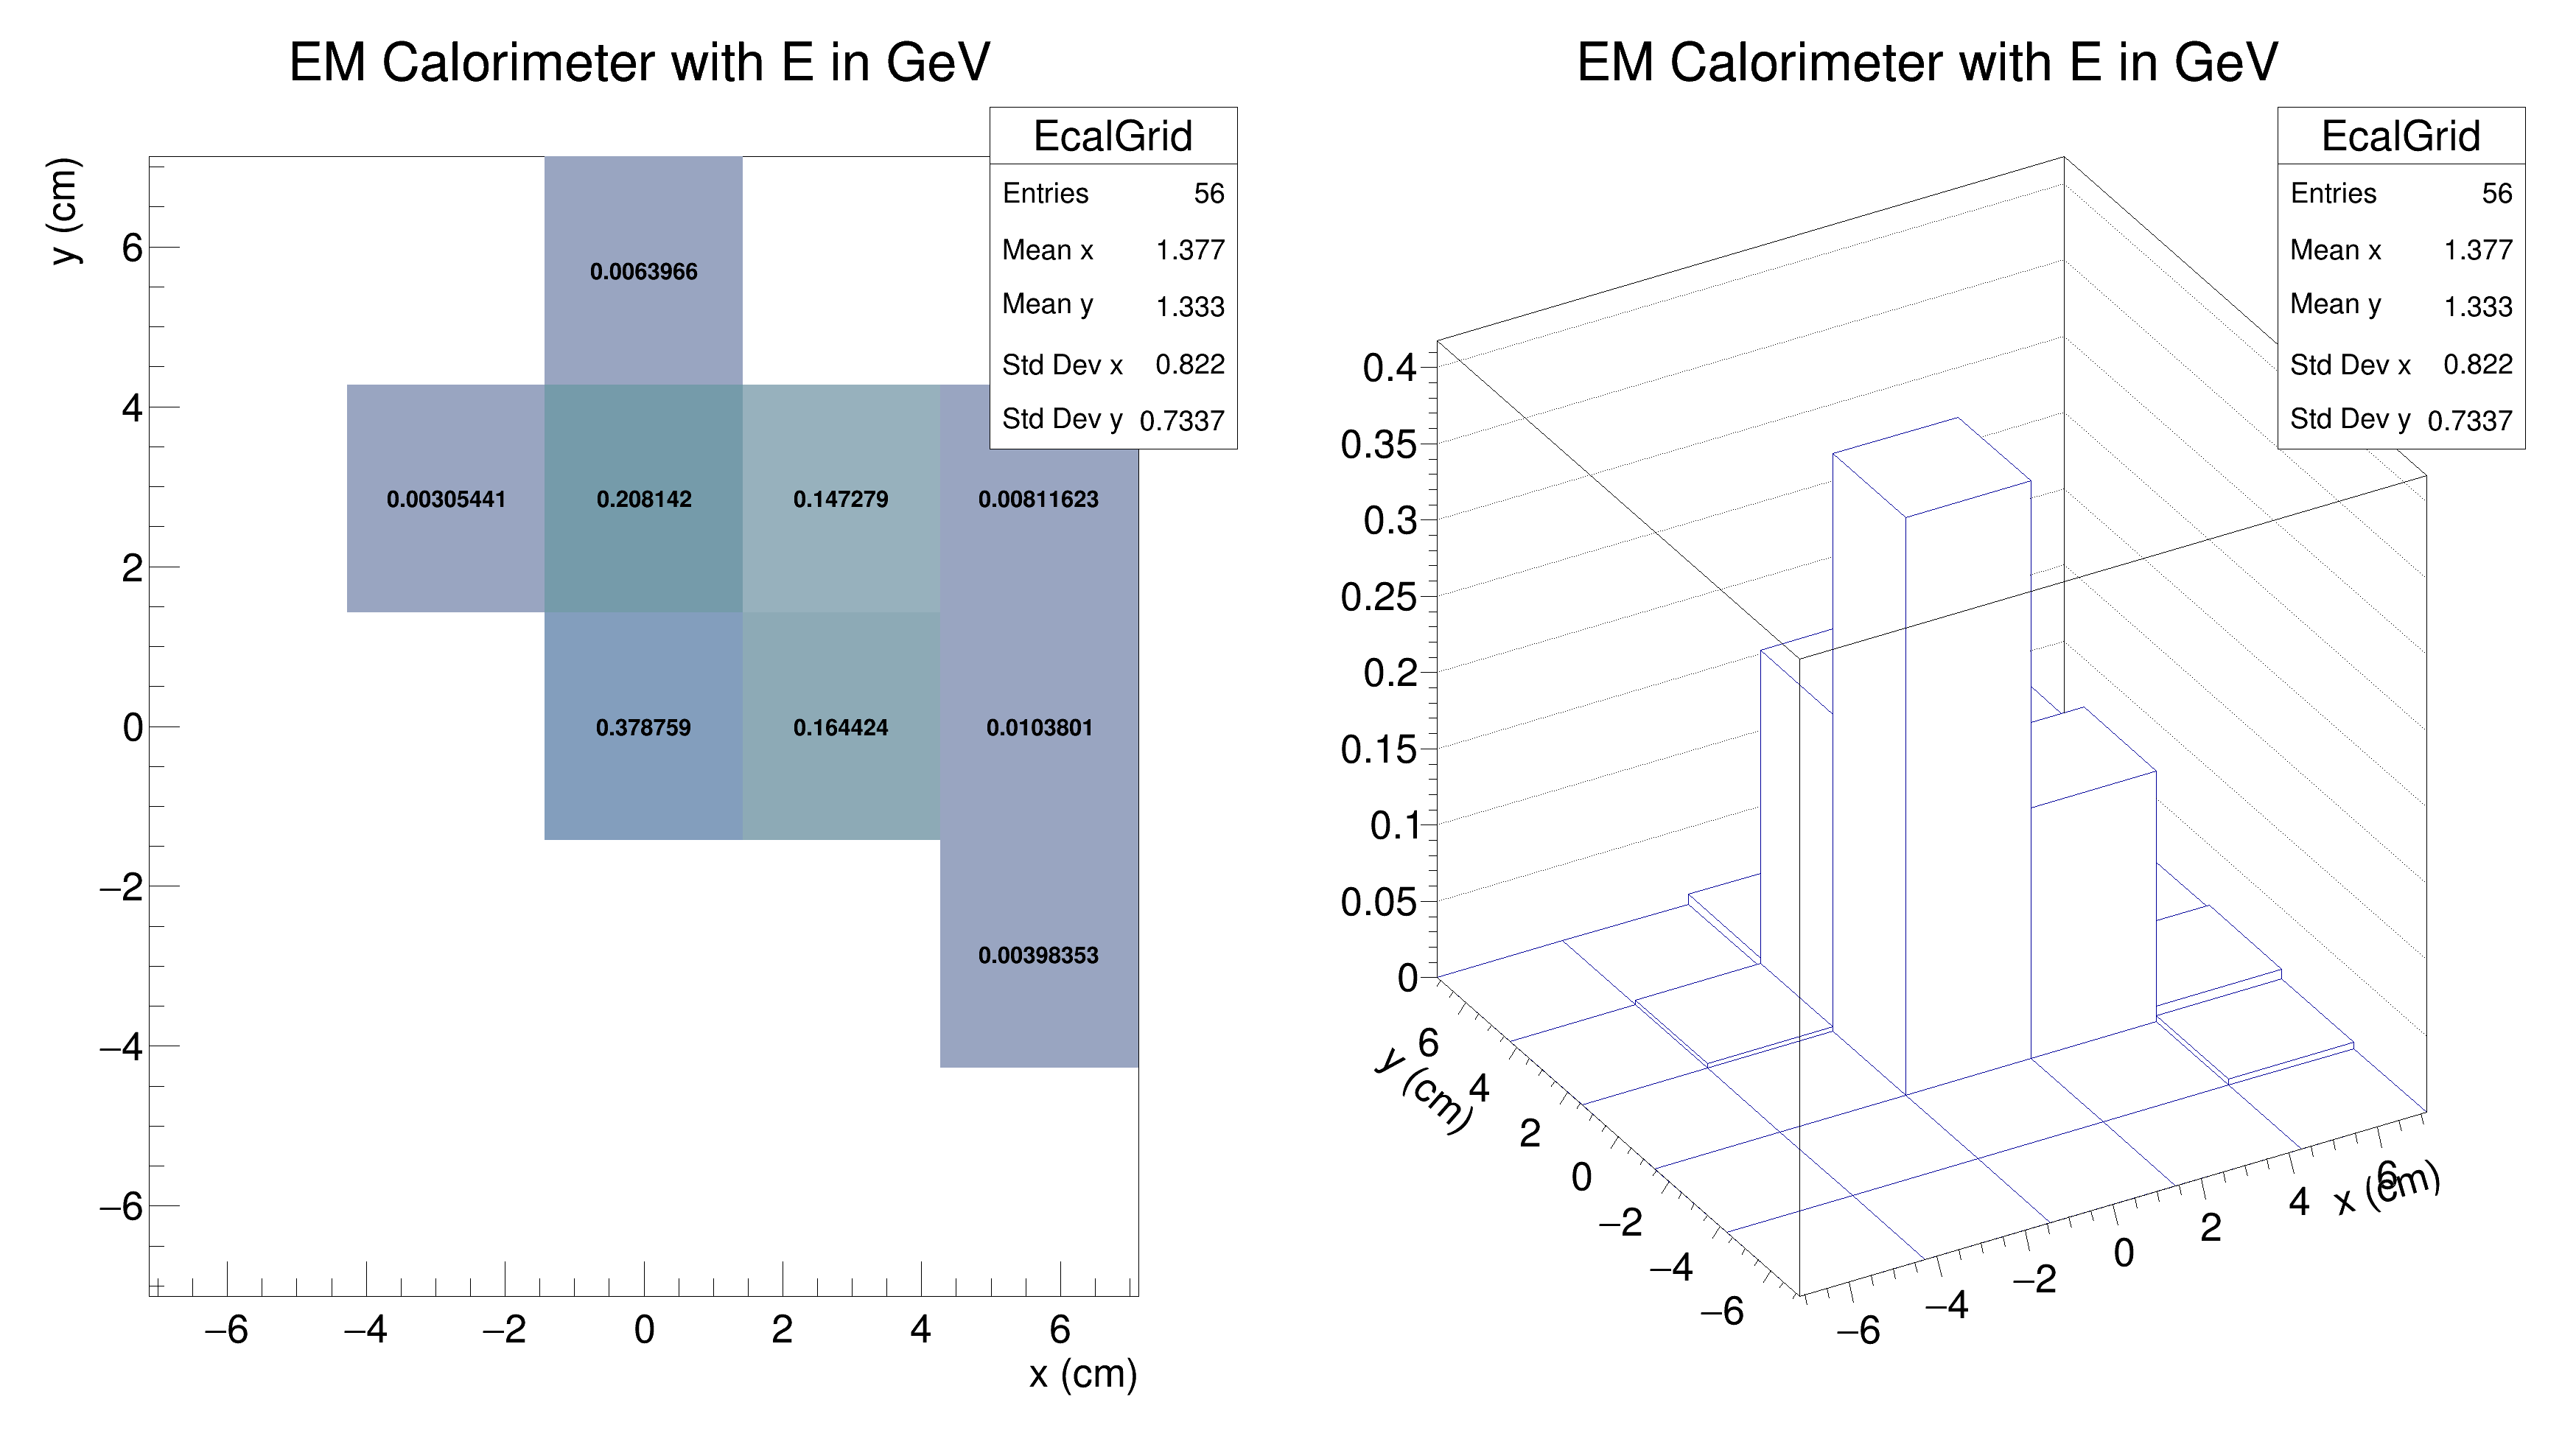 EM Calorimeter with E in GeV
EcalGrid
Entries 56
Mean x 1.377
Mean y 1.333
Std Dev x 0.822
Std Dev y 0.7337
y (cm)
6
4
2
0
−2
−4
−6
0.0063966
0.00305441 0.208142 0.147279 0.00811623
0.378759 0.164424 0.0103801
0.00398353
−6 −4 −2 0 2 4 6
x (cm)
EM Calorimeter with E in GeV
EcalGrid
Entries 56
Mean x 1.377
Mean y 1.333
Std Dev x 0.822
Std Dev y 0.7337
0.4
0.35
0.3
0.25
0.2
0.15
0.1
0.05
0
y (cm)
6
4
2
0
−2
−4
−6
−6 −4 −2 0 2 4 6
x (cm)